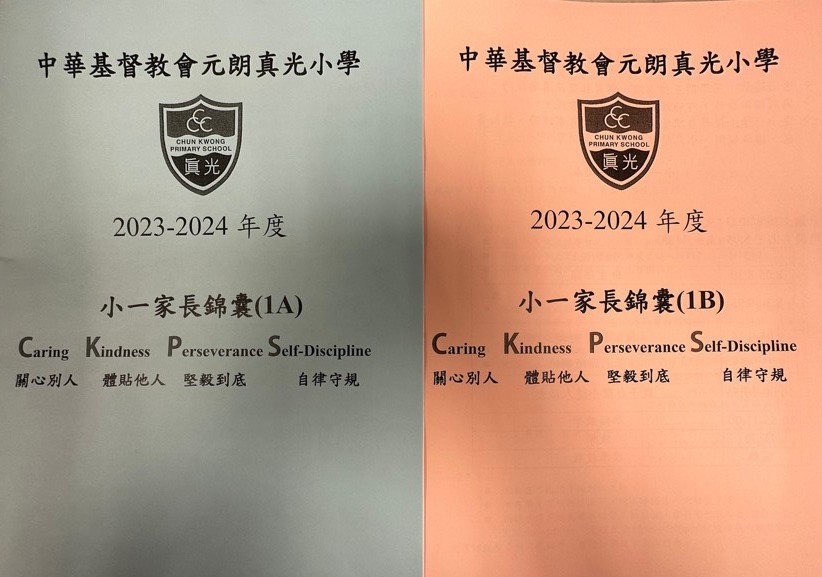 中華基督教會元朗真光小學
CCC
CHUN KWONG
PRIMARY SCHOOL
眞光
2023-2024 年度
小一家長錦囊(1A)
Caring Kindness Perseverance Self-Discipline
關心別人 體貼他人 堅毅到底 自律守規
中華基督教會元朗真光小學
CCC
CHUN KWONG
PRIMARY SCHOOL
眞光
2023-2024 年度
小一家長錦囊(1B)
Caring Kindness Perseverance Self-Discipline
關心別人 體貼他人 堅毅到底 自律守規